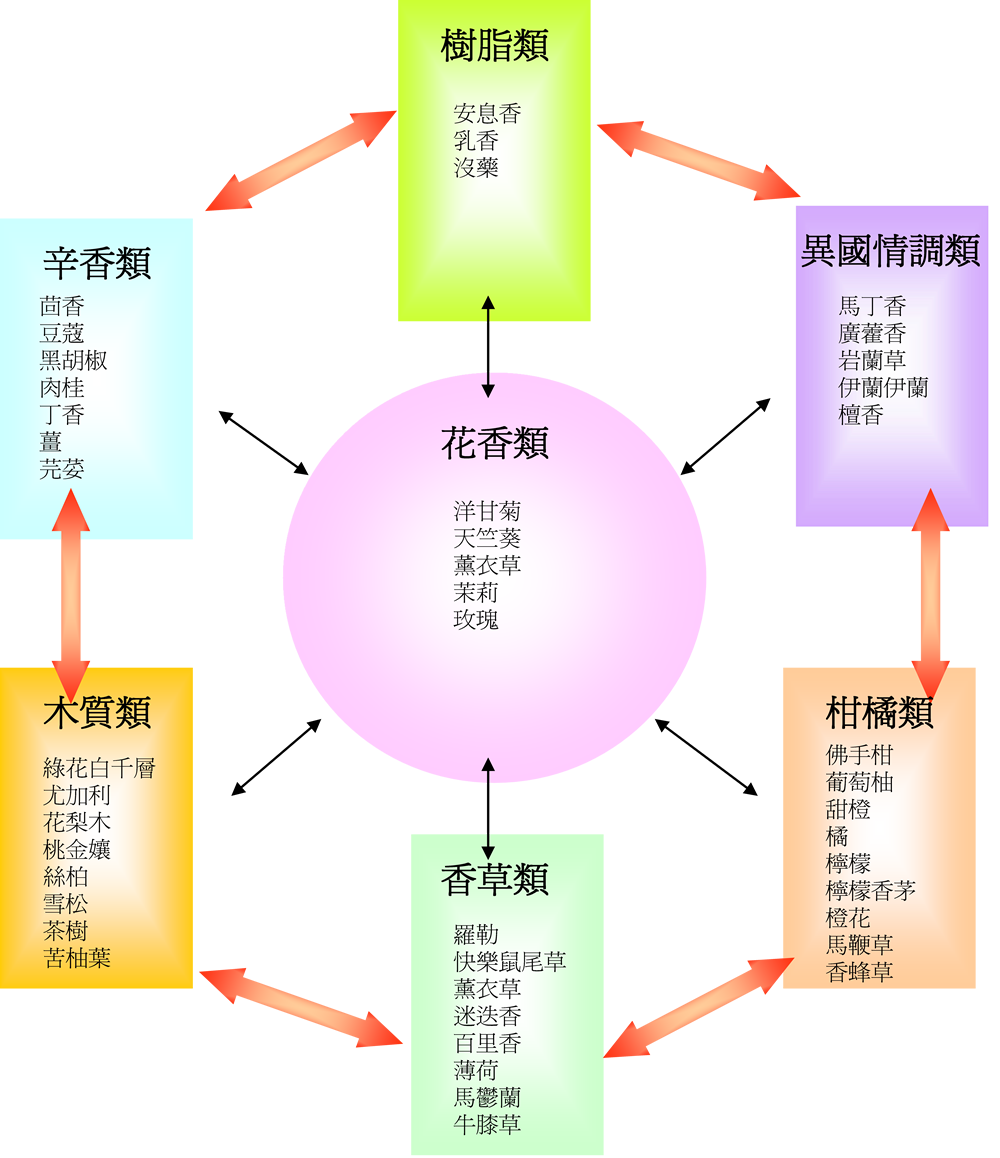 樹脂類
安息香
乳香
沒藥
辛香類
茴香
豆蔻
黑胡椒
肉桂
丁香
薑
芫荽
異國情調類
馬丁香
廣藿香
岩蘭草
伊蘭伊蘭
檀香
花香類
洋甘菊
天竺葵
薰衣草
茉莉
玫瑰
木質類
綠花白千層
尤加利
花梨木
桃金孃
絲柏
雪松
茶樹
苦柚葉
香草類
羅勒
快樂鼠尾草
薰衣草
迷迭香
百里香
薄荷
馬鬱蘭
牛膝草
柑橘類
佛手柑
葡萄柚
甜橙
橘
檸檬
檸檬香茅
橙花
馬鞭草
香蜂草